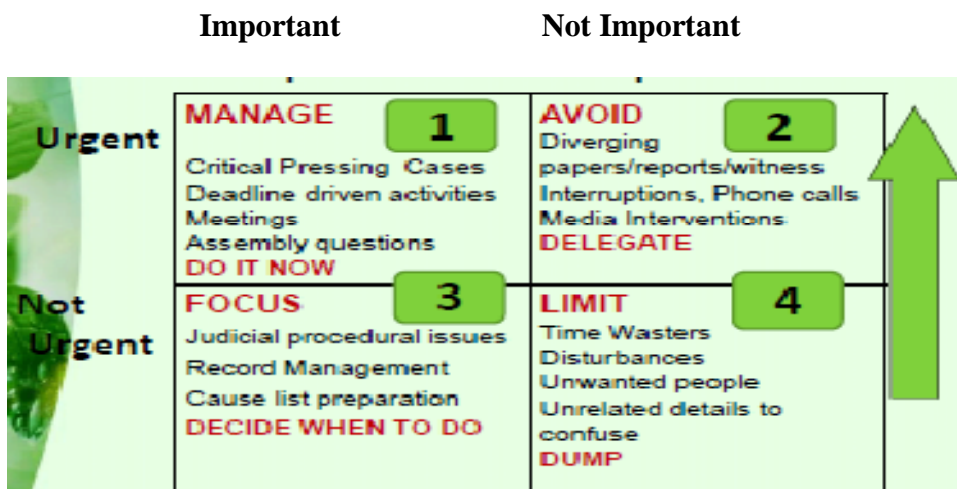 Important Not Important
Urgent
MANAGE 1
Critical Pressing Cases
Deadline driven activities
Meetings
Assembly questions
DO IT NOW
AVOID 2
Diverging
papers/reports/witness
Interruptions, Phone calls
Media Interventions
DELEGATE
Not
Urgent
FOCUS 3
Judicial procedural issues
Record Management
Cause list preparation
DECIDE WHEN TO DO
LIMIT 4
Time Wasters
Disturbances
Unwanted people
Unrelated details to
confuse
DUMP